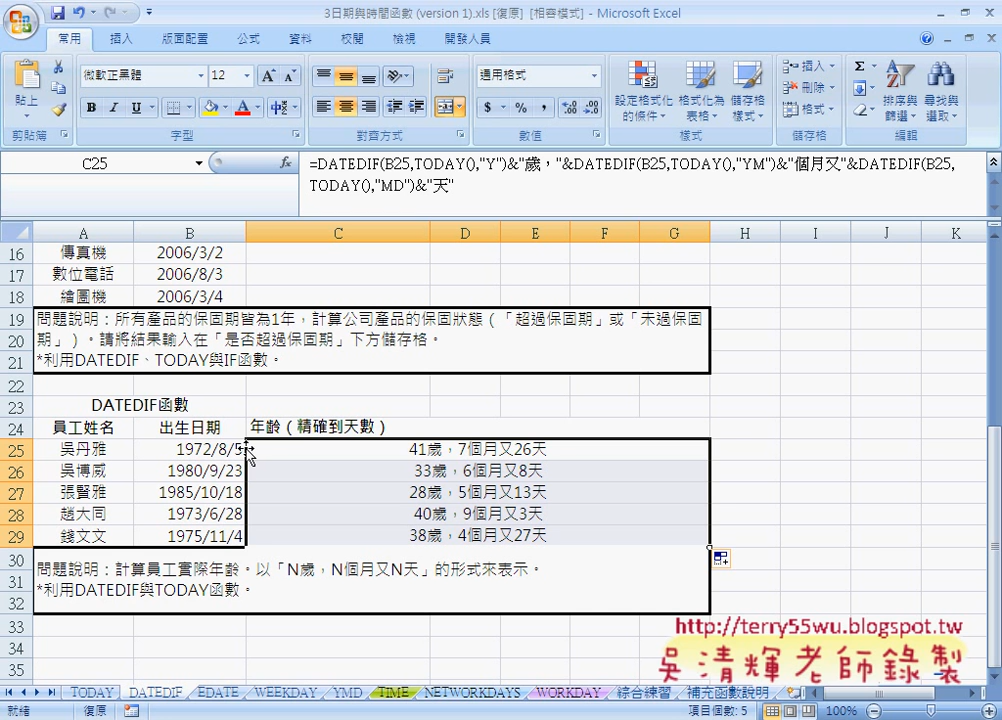 3日期與時間函數 (version 1).xls [復原] [相容模式] - Microsoft Excel
常用 插入 版面配置 公式 資料 校閱 檢視 開發人員
貼上 微軟正黑體 12 通用格式 設定格式化的條件 格式化為表格 儲存格樣式 插入 刪除 格式 排序與篩選 尋找與選取
剪貼簿 字型 對齊方式 數值 樣式 儲存格 編輯
C25 fx =DATEDIF(B25,TODAY(),"Y")&"歲，"&DATEDIF(B25,TODAY(),"YM")&"個月又"&DATEDIF(B25,
TODAY(),"MD")&"天"
A B C D E F G H I J K
16 傳真機 2006/3/2
17 數位電話 2006/8/3
18 繪圖機 2006/3/4
19 問題說明：所有產品的保固期皆為1年，計算公司產品的保固狀態（「超過保固期」或「未過保固
20 期」）。請將結果輸入在「是否超過保固期」下方儲存格。
21 *利用DATEDIF、TODAY與IF函數。
22
23 DATEDIF函數
24 員工姓名 出生日期 年齡（精確到天數）
25 吳丹雅 1972/8/5 41歲，7個月又26天
26 吳博威 1980/9/23 33歲，6個月又8天
27 張賢雅 1985/10/18 28歲，5個月又13天
28 趙大同 1973/6/28 40歲，9個月又3天
29 錢文文 1975/11/4 38歲，4個月又27天
30 問題說明：計算員工實際年齡。以「N歲，N個月又N天」的形式來表示。
31 *利用DATEDIF與TODAY函數。
32
33
34
35
http://terry55wu.blogspot.tw
吳清輝老師錄製
TODAY DATEDIF EDATE WEEKDAY YMD TIME NETWORKDAYS WORKDAY 綜合練習 補充函數說明
就緒 復原 項目個數: 5 100%